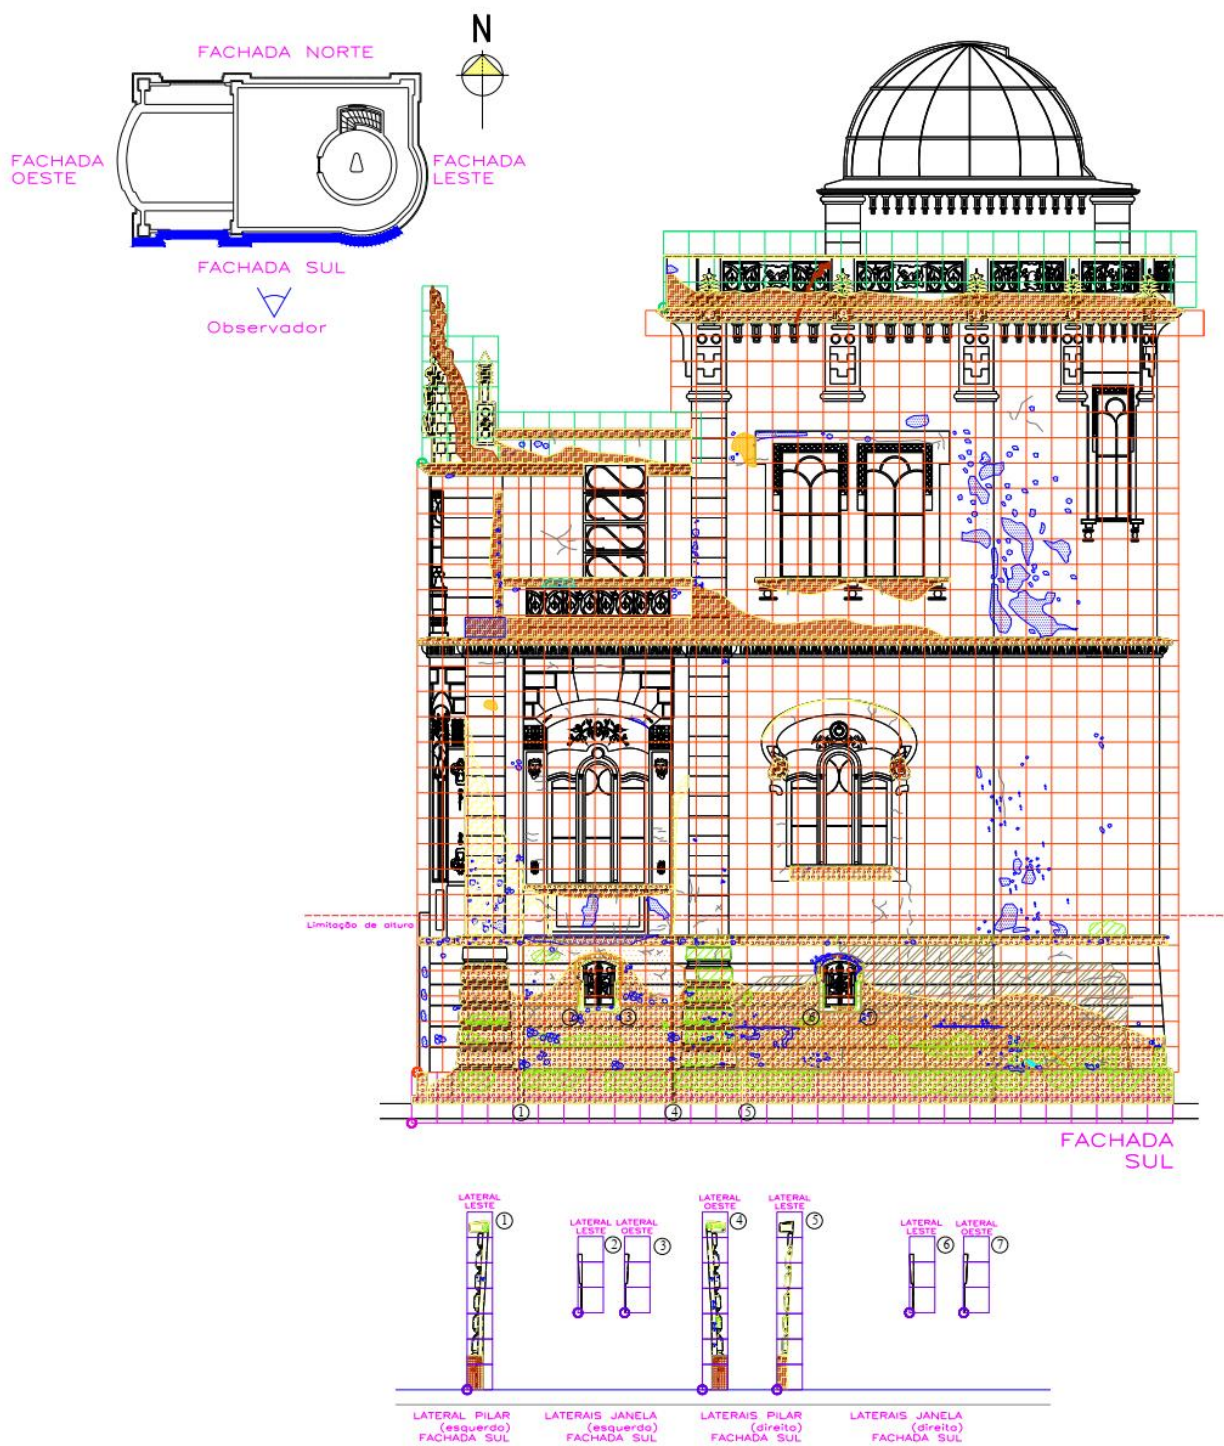 N
FACHADA NORTE
FACHADA
OESTE
FACHADA
LESTE
FACHADA SUL
Observador
Limitação de altura
2
3
6
7
1
4
5
FACHADA
SUL
LATERAL
LESTE
1
LATERAL
LESTE
2
LATERAL
OESTE
3
LATERAL
OESTE
4
LATERAL
LESTE
5
LATERAL
LESTE
6
LATERAL
OESTE
7
LATERAL PILAR
(esquerdo)
FACHADA SUL
LATERAIS JANELA
(esquerda)
FACHADA SUL
LATERAIS PILAR
(direito)
FACHADA SUL
LATERAIS JANELA
(direita)
FACHADA SUL